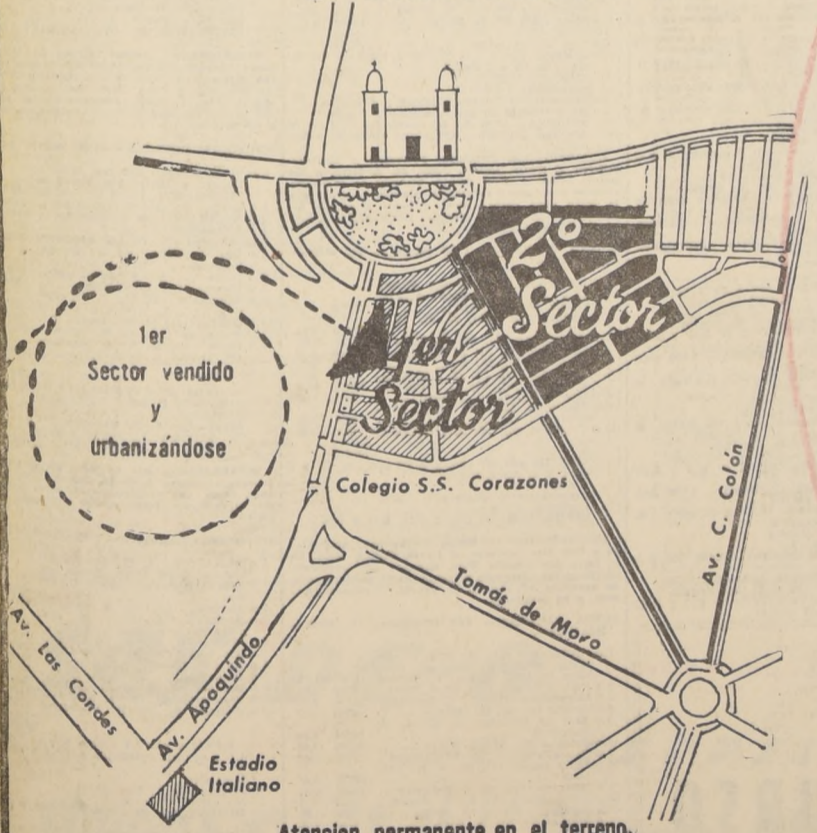 2º
Sector
1er
Sector vendido
y
urbanizándose
1er
Sector
Colegio S.S. Corazones
Av. C. Colón
Tomás de Moro
Av. Las Condes
Av. Apoquindo
Estadio
Italiano
Atencion permanente en el terreno.